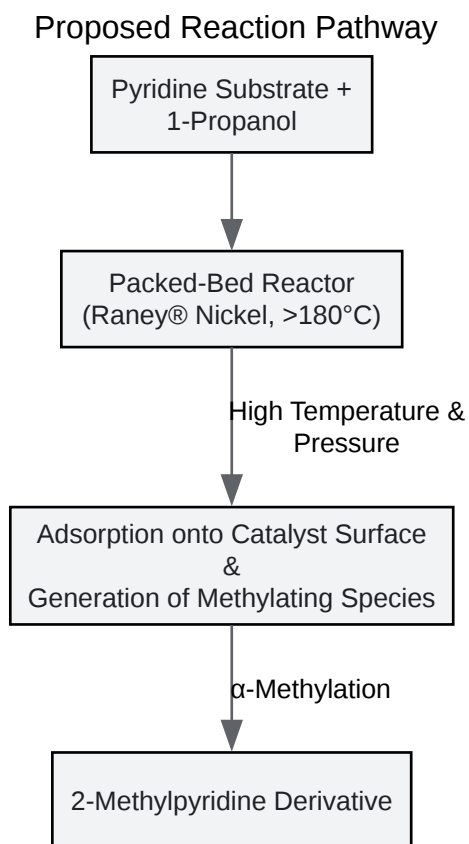 Proposed Reaction Pathway
Pyridine Substrate +
1-Propanol
Packed-Bed Reactor
(Raney® Nickel, >180°C)
High Temperature &
Pressure
Adsorption onto Catalyst Surface
&
Generation of Methylating Species
α-Methylation
2-Methylpyridine Derivative